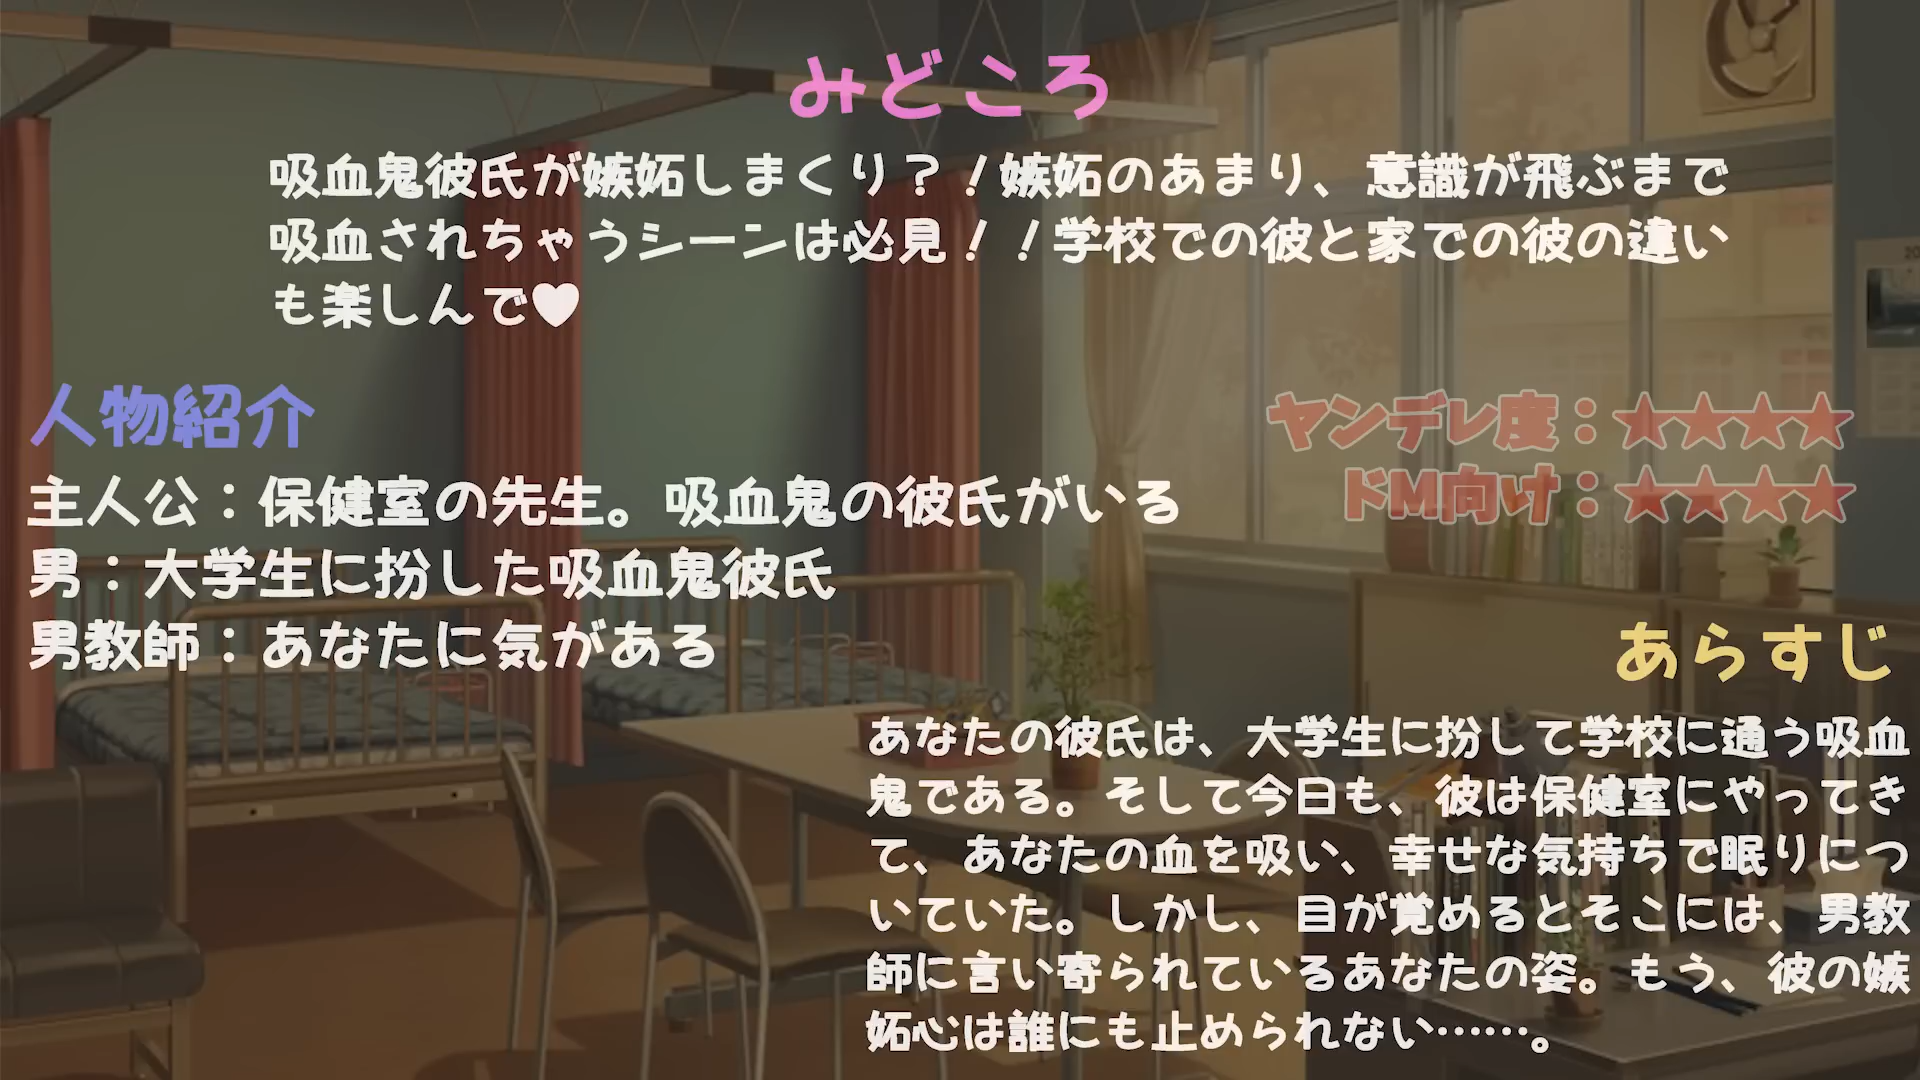 みどころ
吸血鬼彼氏が嫉妬しまくり？！嫉妬のあまり、意識が飛ぶまで
吸血されちゃうシーンは必見！！学校での彼と家での彼の違い
も楽しんで♥
人物紹介
主人公：保健室の先生。吸血鬼の彼氏がいる
男：大学生に扮した吸血鬼彼氏
男教師：あなたに気がある
ヤンデレ度：★★★★
ドM向け：★★★★
あらすじ
あなたの彼氏は、大学生に扮して学校に通う吸血
鬼である。そして今日も、彼は保健室にやってき
て、あなたの血を吸い、幸せな気持ちで眠りにつ
いていた。しかし、目が覚めるとそこには、男教
師に言い寄られているあなたの姿。もう、彼の嫉
妬心は誰にも止められない……。
20